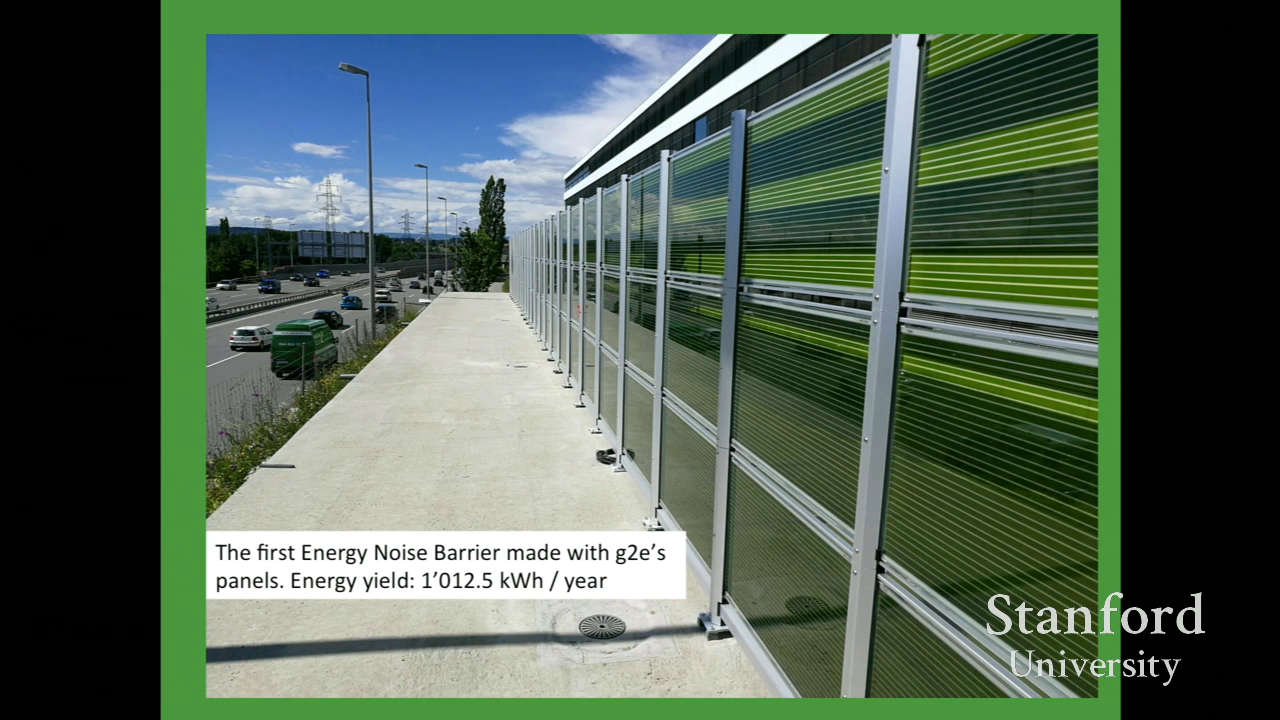 The first Energy Noise Barrier made with g2e’s
panels. Energy yield: 1’012.5 kWh / year
Stanford
University